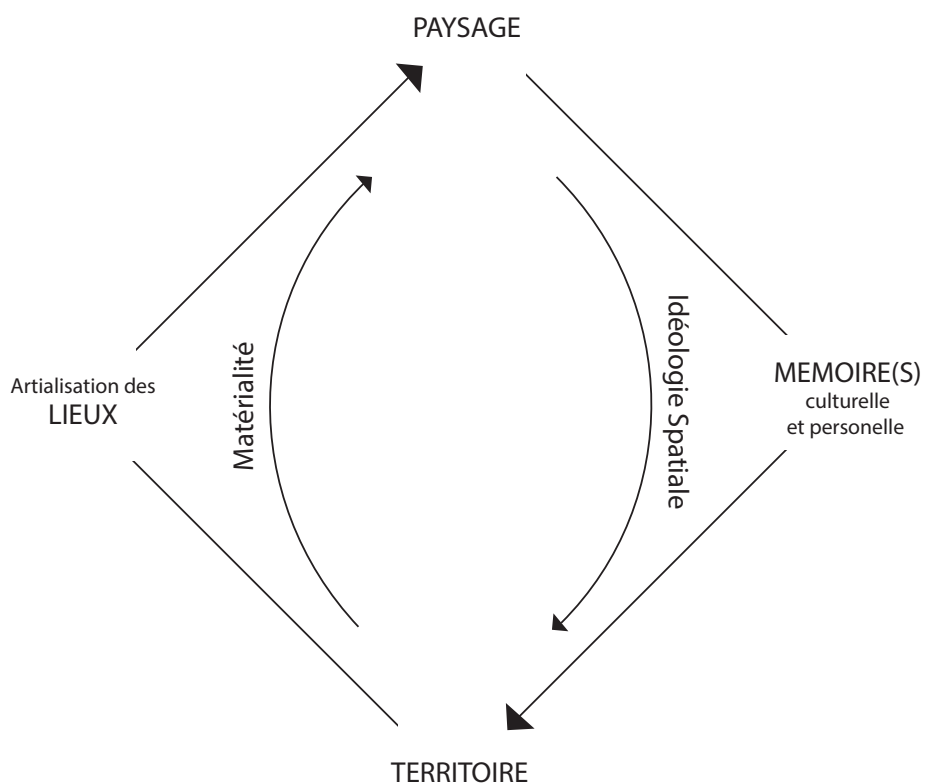 PAYSAGE
Matérialité
Idéologie Spatiale
Artialisation des
LIEUX
MEMOIRE(S)
culturelle
et personelle
TERRITOIRE